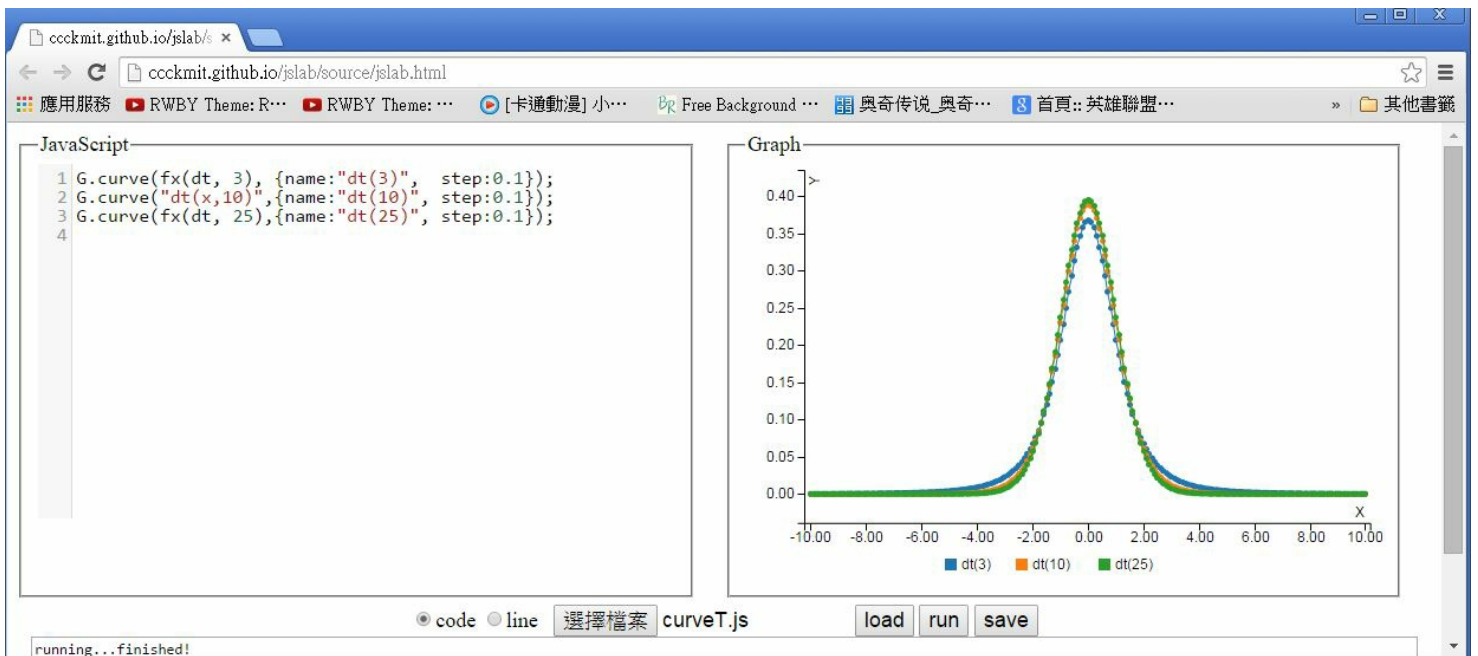 ccckmit.github.io/jslab/s ×
ccckmit.github.io/jslab/source/jslab.html
應用服務 RWBY Theme: R⋯ RWBY Theme: ⋯ [卡通動漫] 小⋯ Free Background ⋯ 奥奇传说_奥奇⋯ 首頁:: 英雄聯盟⋯ » 其他書籤
JavaScript
1 G.curve(fx(dt, 3), {name:"dt(3)",  step:0.1});
2 G.curve("dt(x,10)",{name:"dt(10)", step:0.1});
3 G.curve(fx(dt, 25),{name:"dt(25)", step:0.1});
4
Graph
Y
0.40
0.35
0.30
0.25
0.20
0.15
0.10
0.05
0.00
X
-10.00 -8.00 -6.00 -4.00 -2.00 0.00 2.00 4.00 6.00 8.00 10.00
dt(3) dt(10) dt(25)
code line 選擇檔案 curveT.js load run save
running...finished!